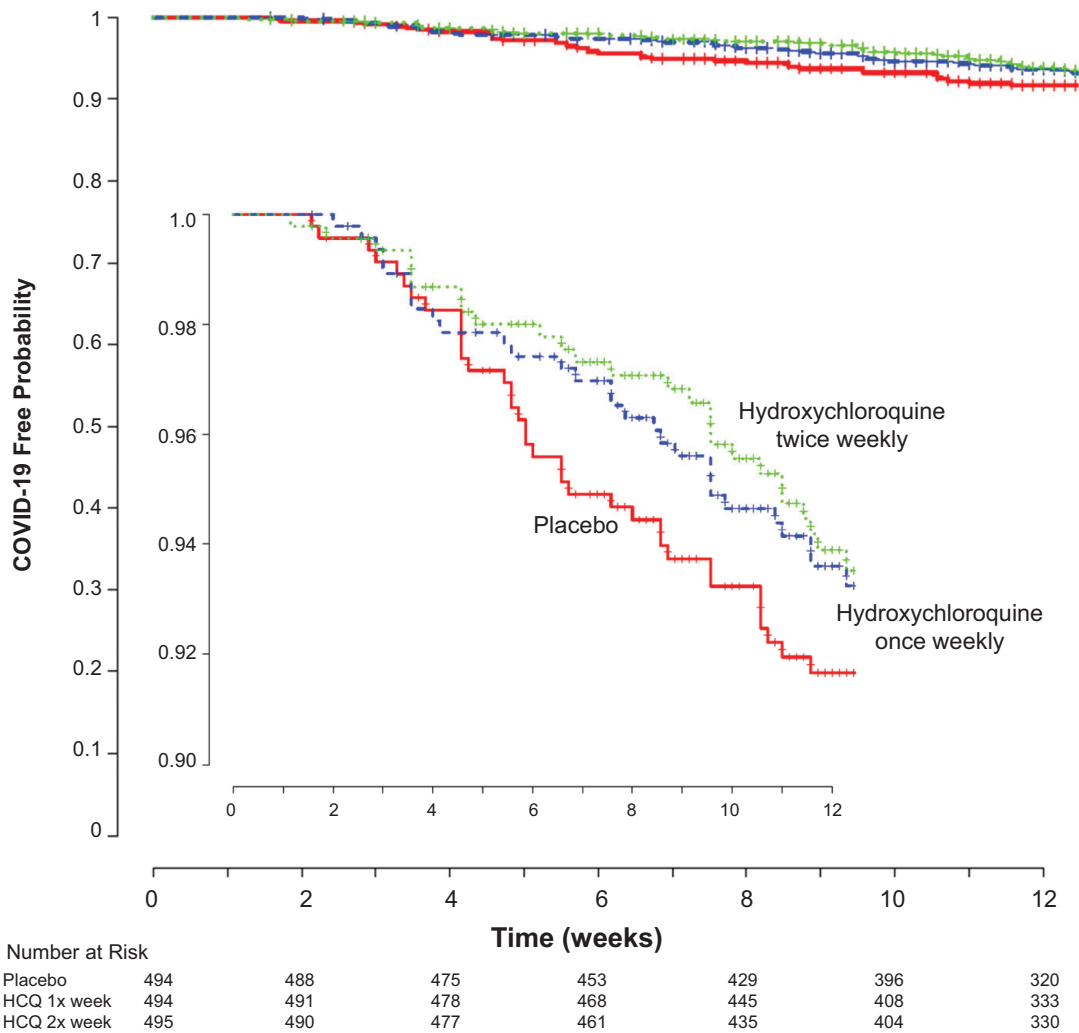 COVID-19 Free Probability
1
0.9
0.8
0.7
0.6
0.5
0.4
0.3
0.2
0.1
0
1.0
0.98
0.96
0.94
0.92
0.90
Hydroxychloroquine
twice weekly
Placebo
Hydroxychloroquine
once weekly
0 2 4 6 8 10 12
0 2 4 6 8 10 12
Time (weeks)
Number at Risk
Placebo 494 488 475 453 429 396 320
HCQ 1x week 494 491 478 468 445 408 333
HCQ 2x week 495 490 477 461 435 404 330